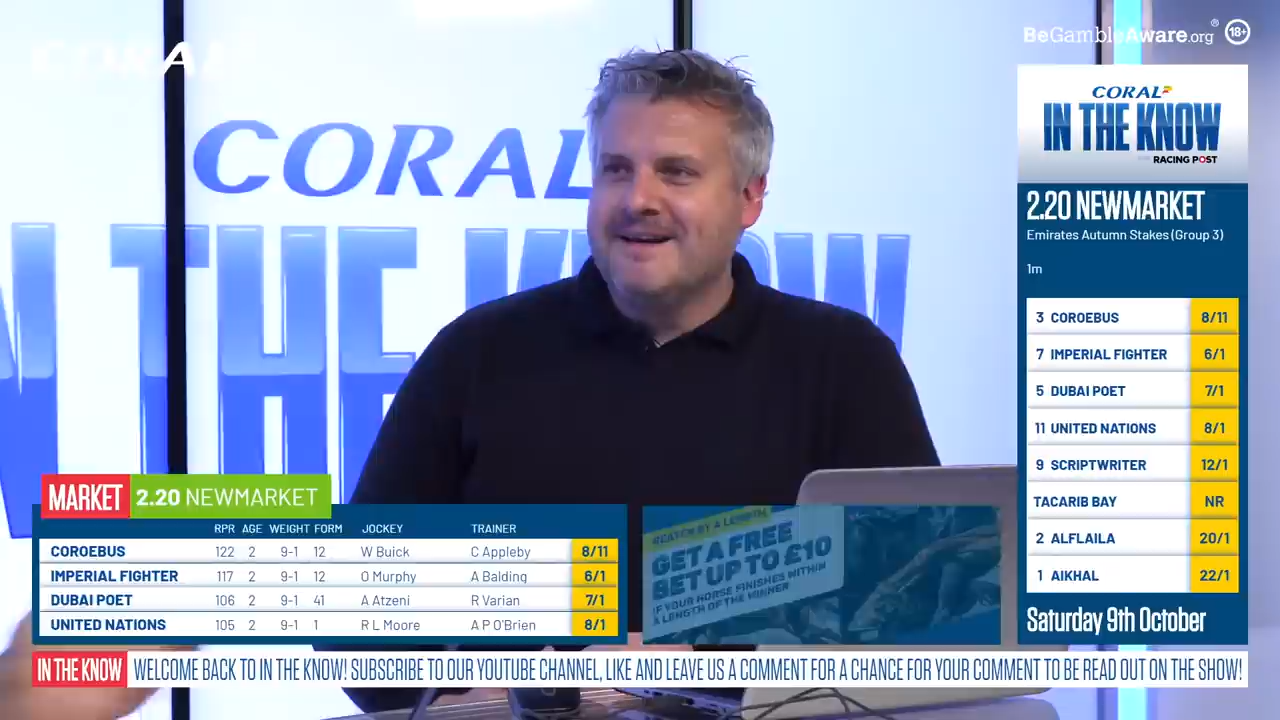 CORAL
BeGambleAware.org® 18+
CORAL
IN THE KNOW
RACING POST
2.20 NEWMARKET
Emirates Autumn Stakes (Group 3)
1m
3 COROEBUS 8/11
7 IMPERIAL FIGHTER 6/1
5 DUBAI POET 7/1
11 UNITED NATIONS 8/1
9 SCRIPTWRITER 12/1
TACARIB BAY NR
2 ALFLAILA 20/1
1 AIKHAL 22/1
Saturday 9th October
CORAL
THE KNOW
MARKET 2.20 NEWMARKET
RPR AGE WEIGHT FORM JOCKEY TRAINER
COROEBUS 122 2 9-1 12 W Buick C Appleby 8/11
IMPERIAL FIGHTER 117 2 9-1 12 O Murphy A Balding 6/1
DUBAI POET 106 2 9-1 41 A Atzeni R Varian 7/1
UNITED NATIONS 105 2 9-1 1 R L Moore A P O'Brien 8/1
BEATEN BY A LENGTH
GET A FREE
BET UP TO £10
IF YOUR HORSE FINISHES WITHIN
A LENGTH OF THE WINNER
IN THE KNOW WELCOME BACK TO IN THE KNOW! SUBSCRIBE TO OUR YOUTUBE CHANNEL, LIKE AND LEAVE US A COMMENT FOR A CHANCE FOR YOUR COMMENT TO BE READ OUT ON THE SHOW!